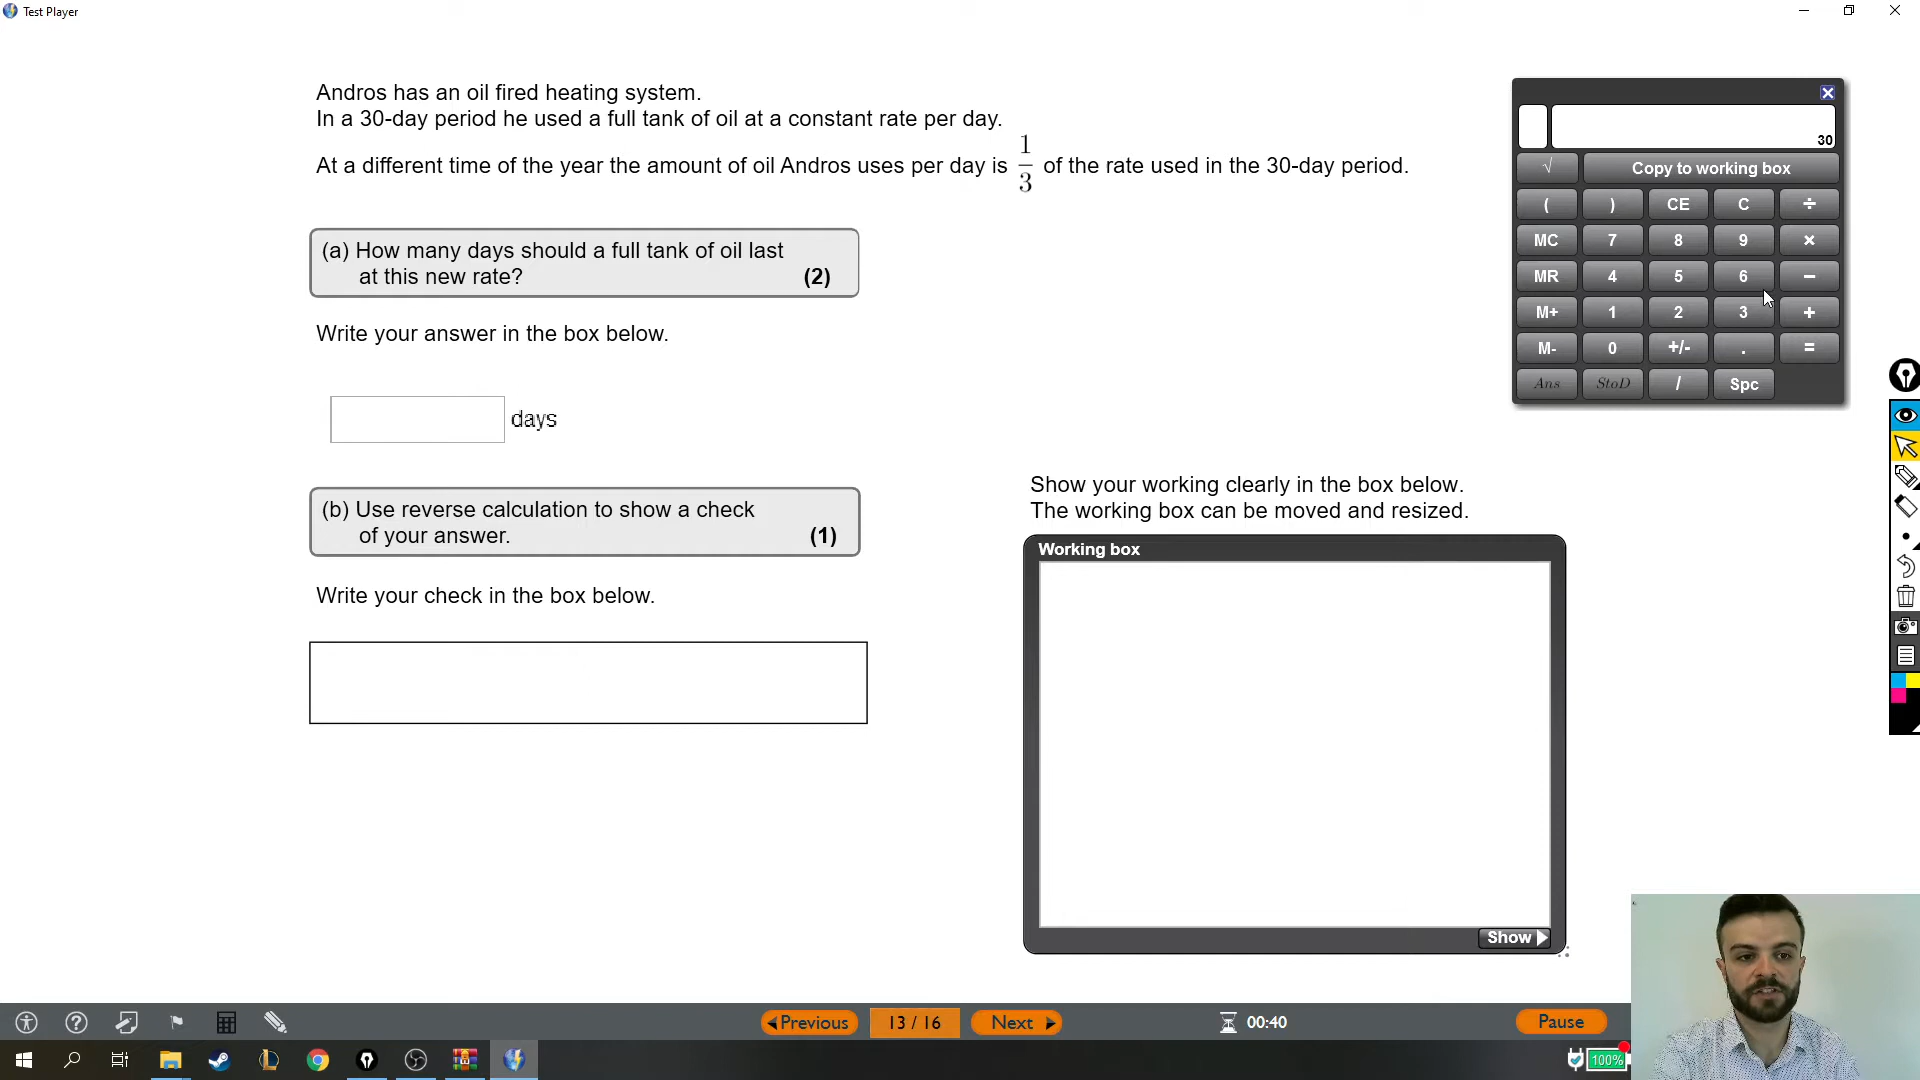 Test Player
Andros has an oil fired heating system.
In a 30-day period he used a full tank of oil at a constant rate per day.
At a different time of the year the amount of oil Andros uses per day is 1/3 of the rate used in the 30-day period.
(a) How many days should a full tank of oil last
at this new rate? (2)
Write your answer in the box below.
days
(b) Use reverse calculation to show a check
of your answer. (1)
Write your check in the box below.
30
√ Copy to working box
( ) CE C ÷
MC 7 8 9 ×
MR 4 5 6 −
M+ 1 2 3 +
M- 0 +/- . =
Ans StoD / Spc
Show your working clearly in the box below.
The working box can be moved and resized.
Working box
Show
Previous 13 / 16 Next 00:40 Pause
100%